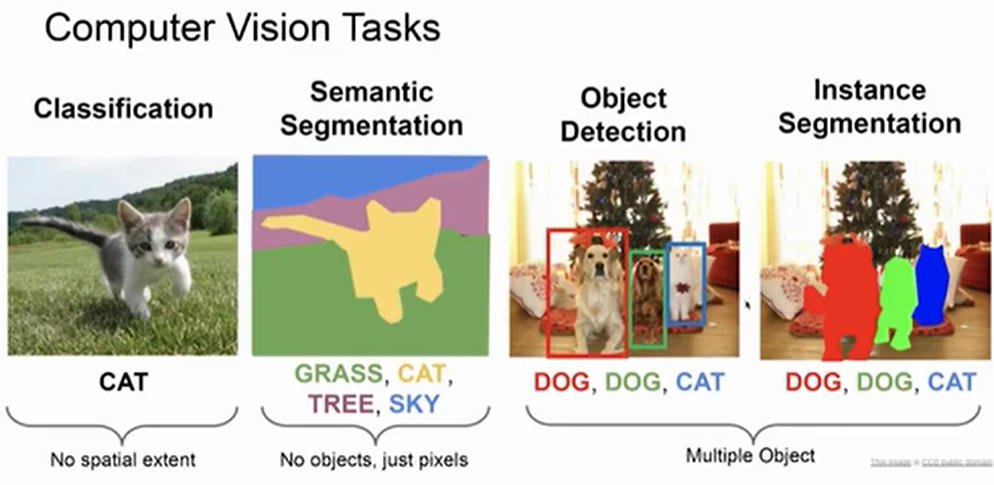 Computer Vision Tasks
Classification
Semantic
Segmentation
Object
Detection
Instance
Segmentation
CAT
GRASS, CAT,
TREE, SKY
DOG, DOG, CAT
DOG, DOG, CAT
No spatial extent
No objects, just pixels
Multiple Object
This image is CC0 public domain